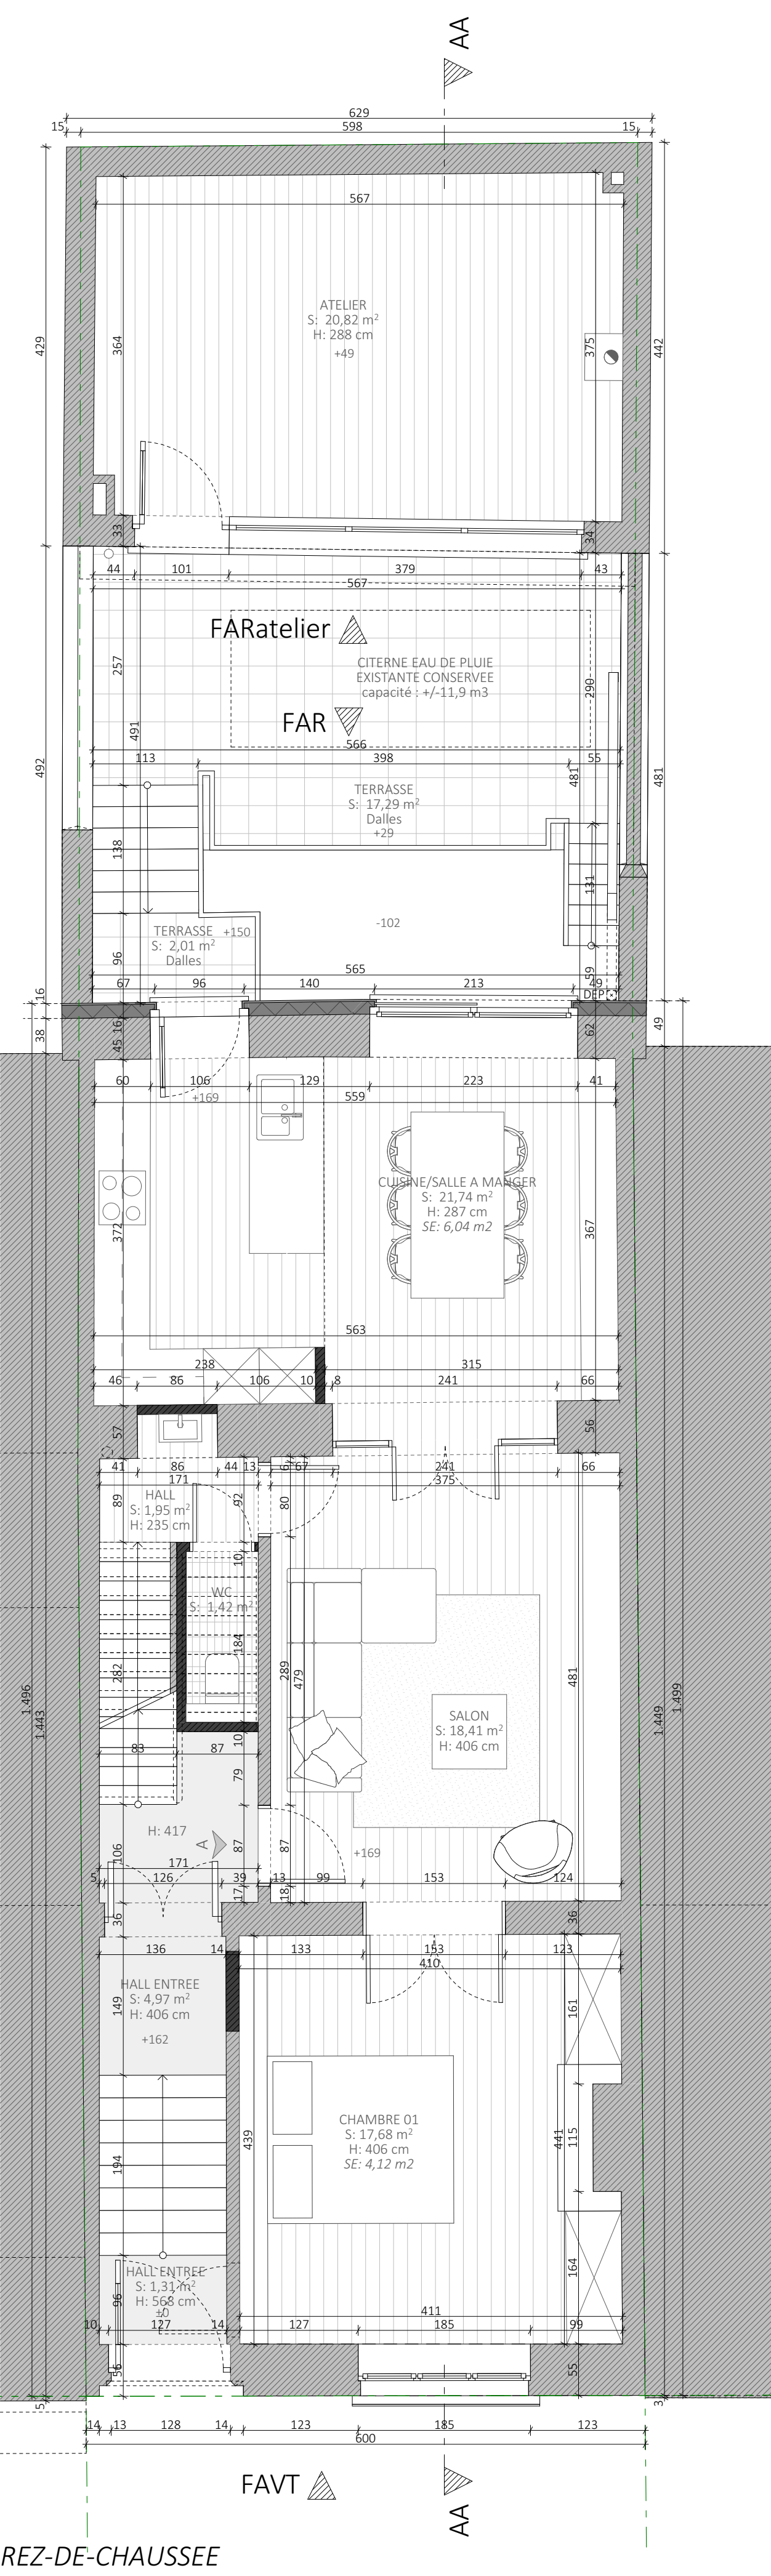 AA
629
15 598 15
567
ATELIER
S: 20,82 m²
H: 288 cm
+49
429
364
375
442
33
34
44 101 379 43
567
FARatelier
CITERNE EAU DE PLUIE
EXISTANTE CONSERVEE
capacité : +/-11,9 m3
257
290
FAR
491
566
113 398 55
492
481
481
TERRASSE
S: 17,29 m²
Dalles
+29
138
131
-102
TERRASSE +150
S: 2,01 m²
Dalles
96
59
565
67 96 140 213 49
DEP
16
38
16
45
62
49
60 106 129 223 41
+169
559
CUISINE/SALLE A MANGER
S: 21,74 m²
H: 287 cm
SE: 6,04 m2
372
367
563
238 315
46 86 106 10 8 241 66
57
56
41 86 44 13 67 241 66
6
171 375
HALL
S: 1,95 m²
H: 235 cm
89
92
80
10
WC
S: 1,42 m²
184
282
289
479
481
SALON
S: 18,41 m²
H: 406 cm
1.496
1.443
1.449
1.499
83 87
10
79
H: 417
A
106
87
87
+169
171
5 126 39 13 99 153 124
17
18
36
36
136 14 133 153 123
410
HALL ENTREE
S: 4,97 m²
H: 406 cm
+162
149
161
CHAMBRE 01
S: 17,68 m²
H: 406 cm
SE: 4,12 m2
439
441
115
194
164
HALL ENTREE
S: 1,31 m²
H: 568 cm
+0
96
411
10 127 14 127 185 99
56
55
5
3
14 13 128 14 123 185 123
600
FAVT
AA
REZ-DE-CHAUSSEE